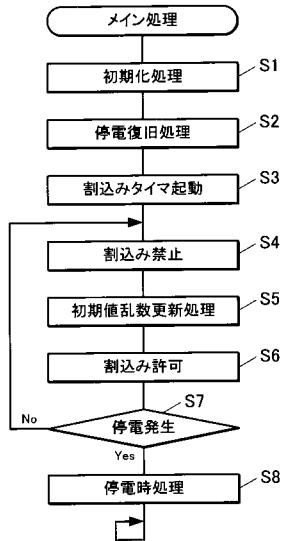 メイン処理
初期化処理 S1
停電復旧処理 S2
割込みタイマ起動 S3
割込み禁止 S4
初期値乱数更新処理 S5
割込み許可 S6
停電発生 S7
No
Yes
停電時処理 S8